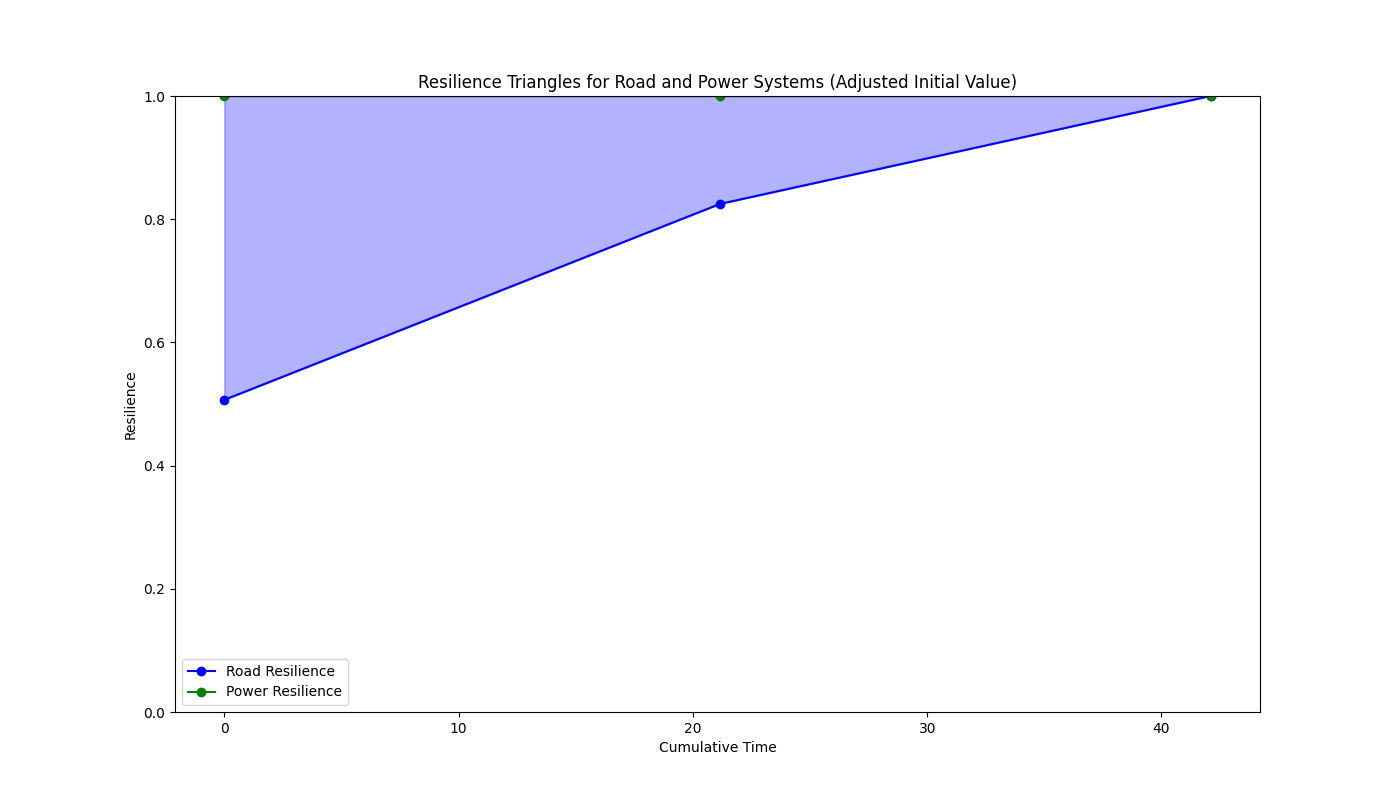 Resilience Triangles for Road and Power Systems (Adjusted Initial Value)
1.0
0.8
0.6
0.4
0.2
0.0
Resilience
Road Resilience
Power Resilience
0 10 20 30 40
Cumulative Time